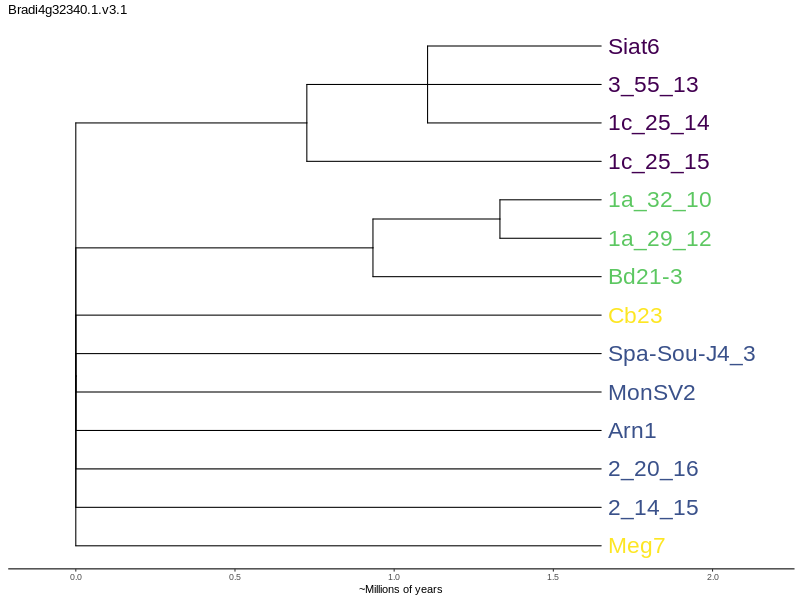 Bradi4g32340.1.v3.1
Siat6
3_55_13
1c_25_14
1c_25_15
1a_32_10
1a_29_12
Bd21-3
Cb23
Spa-Sou-J4_3
MonSV2
Arn1
2_20_16
2_14_15
Meg7
0.0 0.5 1.0 1.5 2.0
~Millions of years